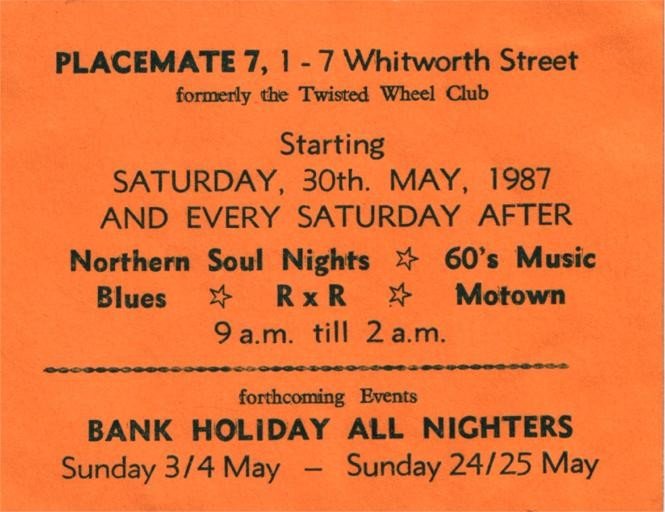 PLACEMATE 7, 1 - 7 Whitworth Street
formerly the Twisted Wheel Club
Starting
SATURDAY, 30th. MAY, 1987
AND EVERY SATURDAY AFTER
Northern Soul Nights ☆ 60's Music
Blues ☆ R x R ☆ Motown
9 a.m. till 2 a.m.
forthcoming Events
BANK HOLIDAY ALL NIGHTERS
Sunday 3/4 May – Sunday 24/25 May